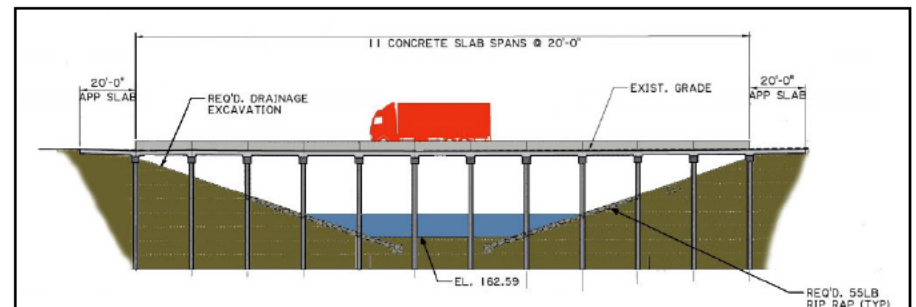 11 CONCRETE SLAB SPANS @ 20'-0"
20'-0"
APP SLAB
REQ'D. DRAINAGE
EXCAVATION
EXIST. GRADE
20'-0"
APP SLAB
EL. 162.59
REQ'D. 55LB
RIP RAP (TYP)